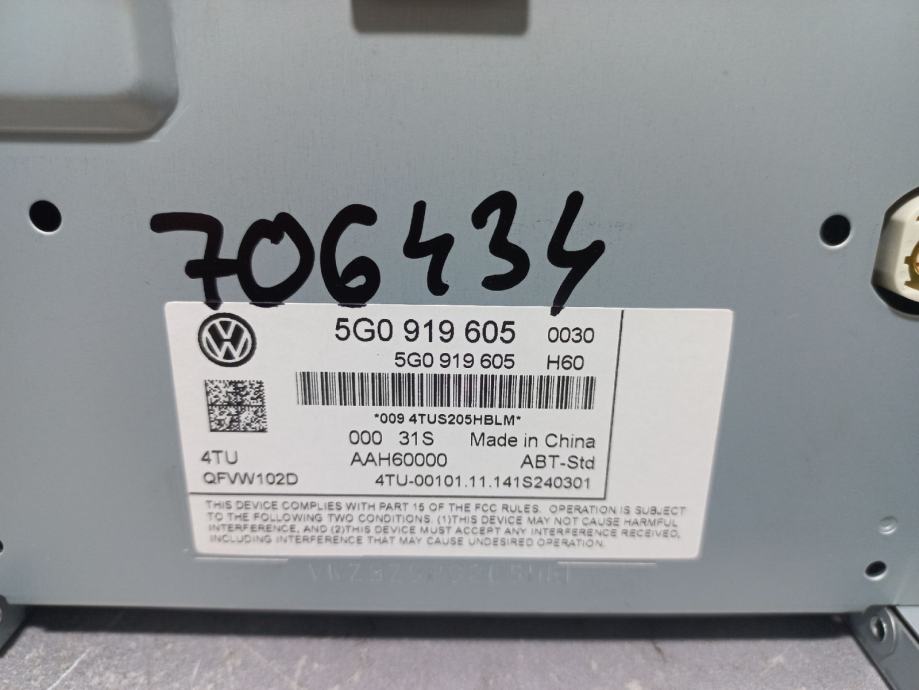 706434
5G0 919 605 0030
5G0 919 605 H60
*009 4TUS205HBLM*
000 31S Made in China
4TU AAH60000 ABT-Std
QFVW102D 4TU-00101.11.141S240301
THIS DEVICE COMPLIES WITH PART 15 OF THE FCC RULES. OPERATION IS SUBJECT
TO THE FOLLOWING TWO CONDITIONS. (1)THIS DEVICE MAY NOT CAUSE HARMFUL
INTERFERENCE, AND (2)THIS DEVICE MUST ACCEPT ANY INTERFERENCE RECEIVED,
INCLUDING INTERFERENCE THAT MAY CAUSE UNDESIRED OPERATION.